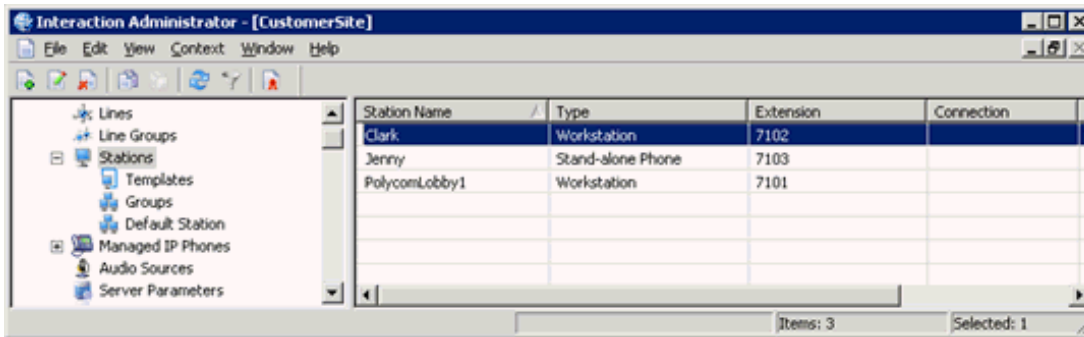 Interaction Administrator - [CustomerSite]
File Edit View Context Window Help
Lines
Line Groups
Stations
Templates
Groups
Default Station
Managed IP Phones
Audio Sources
Server Parameters
Station Name Type Extension Connection
Clark Workstation 7102
Jenny Stand-alone Phone 7103
PolycomLobby1 Workstation 7101
Items: 3 Selected: 1